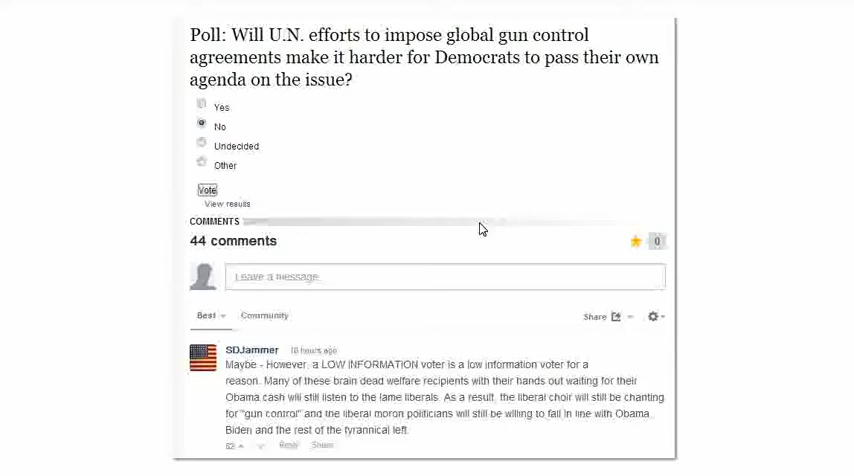 Poll: Will U.N. efforts to impose global gun control
agreements make it harder for Democrats to pass their own
agenda on the issue?
Yes
No
Undecided
Other
Vote
View results
COMMENTS
44 comments
0
Leave a message
Best
Community
Share
SDJammer 16 hours ago
Maybe - However, a LOW INFORMATION voter is a low information voter for a
reason. Many of these brain dead welfare recipients with their hands out waiting for their
Obama cash will still listen to the lame liberals. As a result, the liberal choir will still be chanting
for "gun control" and the liberal moron politicians will still be willing to fall in line with Obama,
Biden and the rest of the tyrannical left.
Reply Share